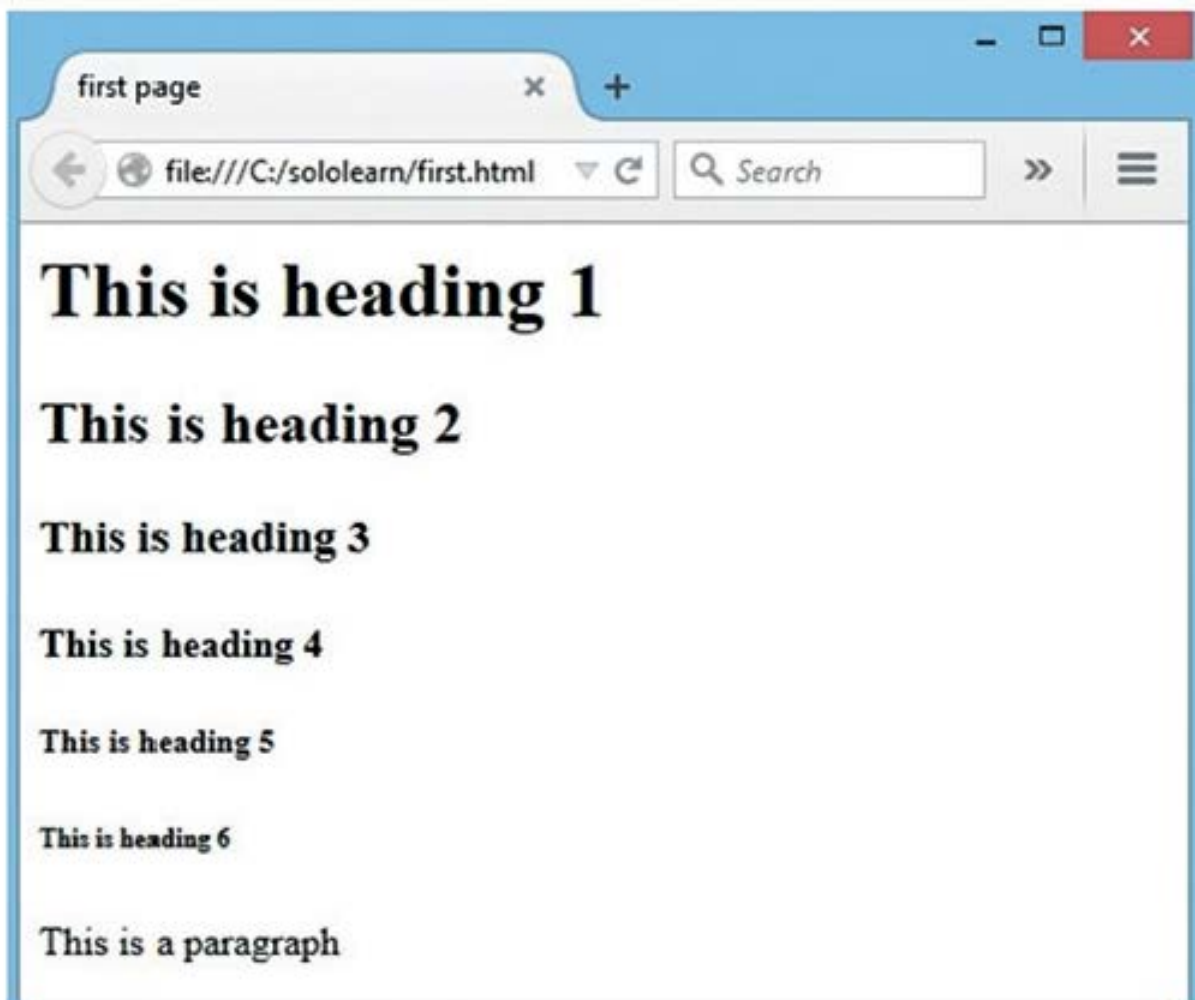 first page
file:///C:/sololearn/first.html
Search
This is heading 1
This is heading 2
This is heading 3
This is heading 4
This is heading 5
This is heading 6
This is a paragraph